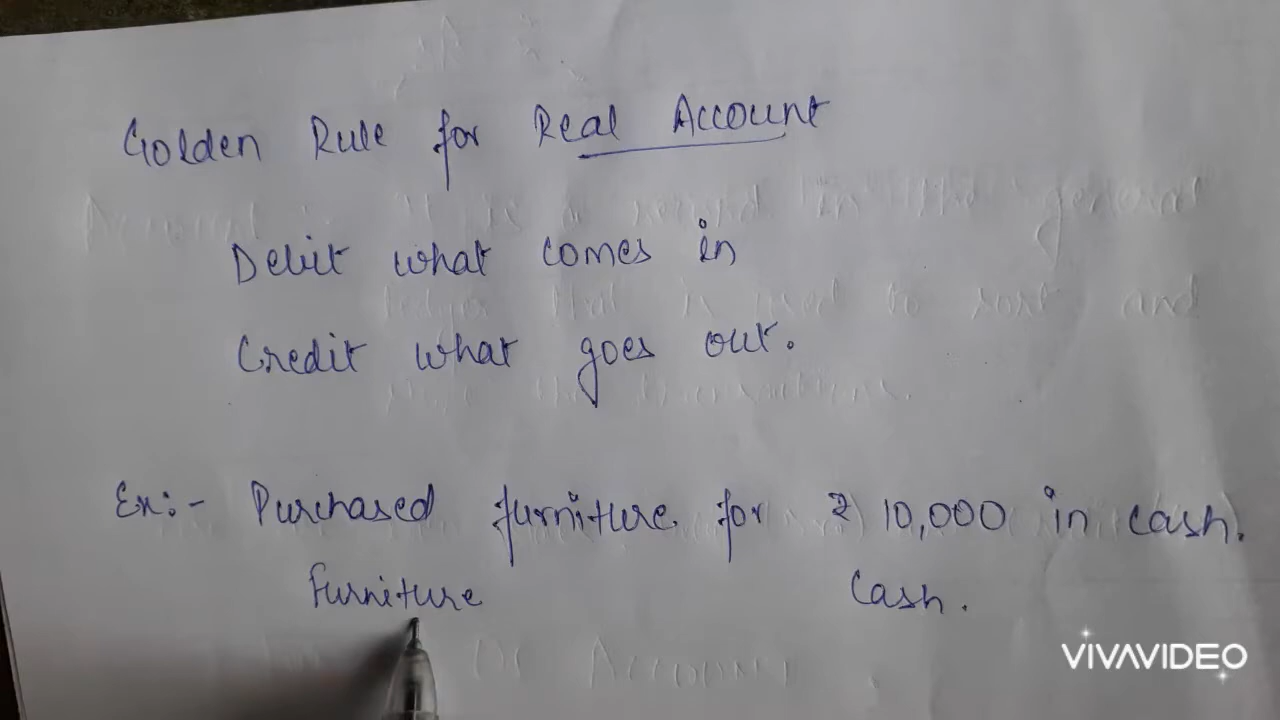 Golden Rule for Real Account
Debit what comes in
Credit what goes out.
Ex:- Purchased furniture for ₹ 10,000 in cash.
Furniture Cash.
VIVAVIDEO